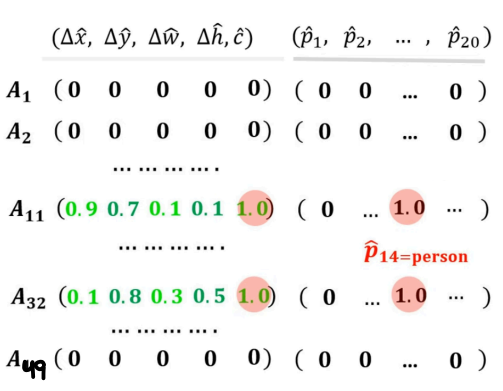 (Δx̂, Δŷ, Δŵ, Δĥ, ĉ) (p̂₁, p̂₂, ... , p̂₂₀)
A₁ (0 0 0 0 0) ( 0 0 ... 0 )
A₂ (0 0 0 0 0) ( 0 0 ... 0 )
... ... ... ... .
A₁₁ (0.9 0.7 0.1 0.1 1.0) ( 0 ... 1.0 ... )
... ... ... ... .
p̂₁₄₌person
A₃₂ (0.1 0.8 0.3 0.5 1.0) ( 0 ... 1.0 ... )
... ... ... ... .
A₄₉ (0 0 0 0 0) ( 0 0 ... 0 )